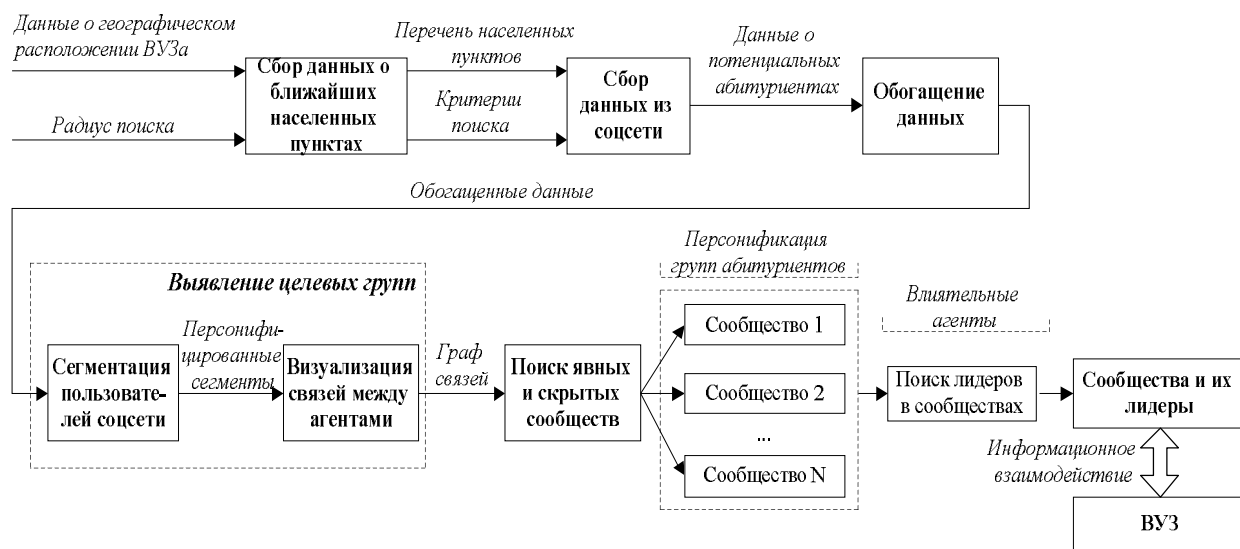 Данные о географическом
расположении ВУЗа
Радиус поиска
Сбор данных о
ближайших
населенных
пунктах
Перечень населенных
пунктов
Критерии
поиска
Сбор
данных из
соцсети
Данные о
потенциальных
абитуриентах
Обогащение
данных
Обогащенные данные
Выявление целевых групп
Сегментация
пользовате-
лей соцсети
Персонифи-
цированные
сегменты
Визуализация
связей между
агентами
Граф
связей
Поиск явных
и скрытых
сообществ
Персонификация
групп абитуриентов
Сообщество 1
Сообщество 2
...
Сообщество N
Влиятельные
агенты
Поиск лидеров
в сообществах
Сообщества и их
лидеры
Информационное
взаимодействие
ВУЗ